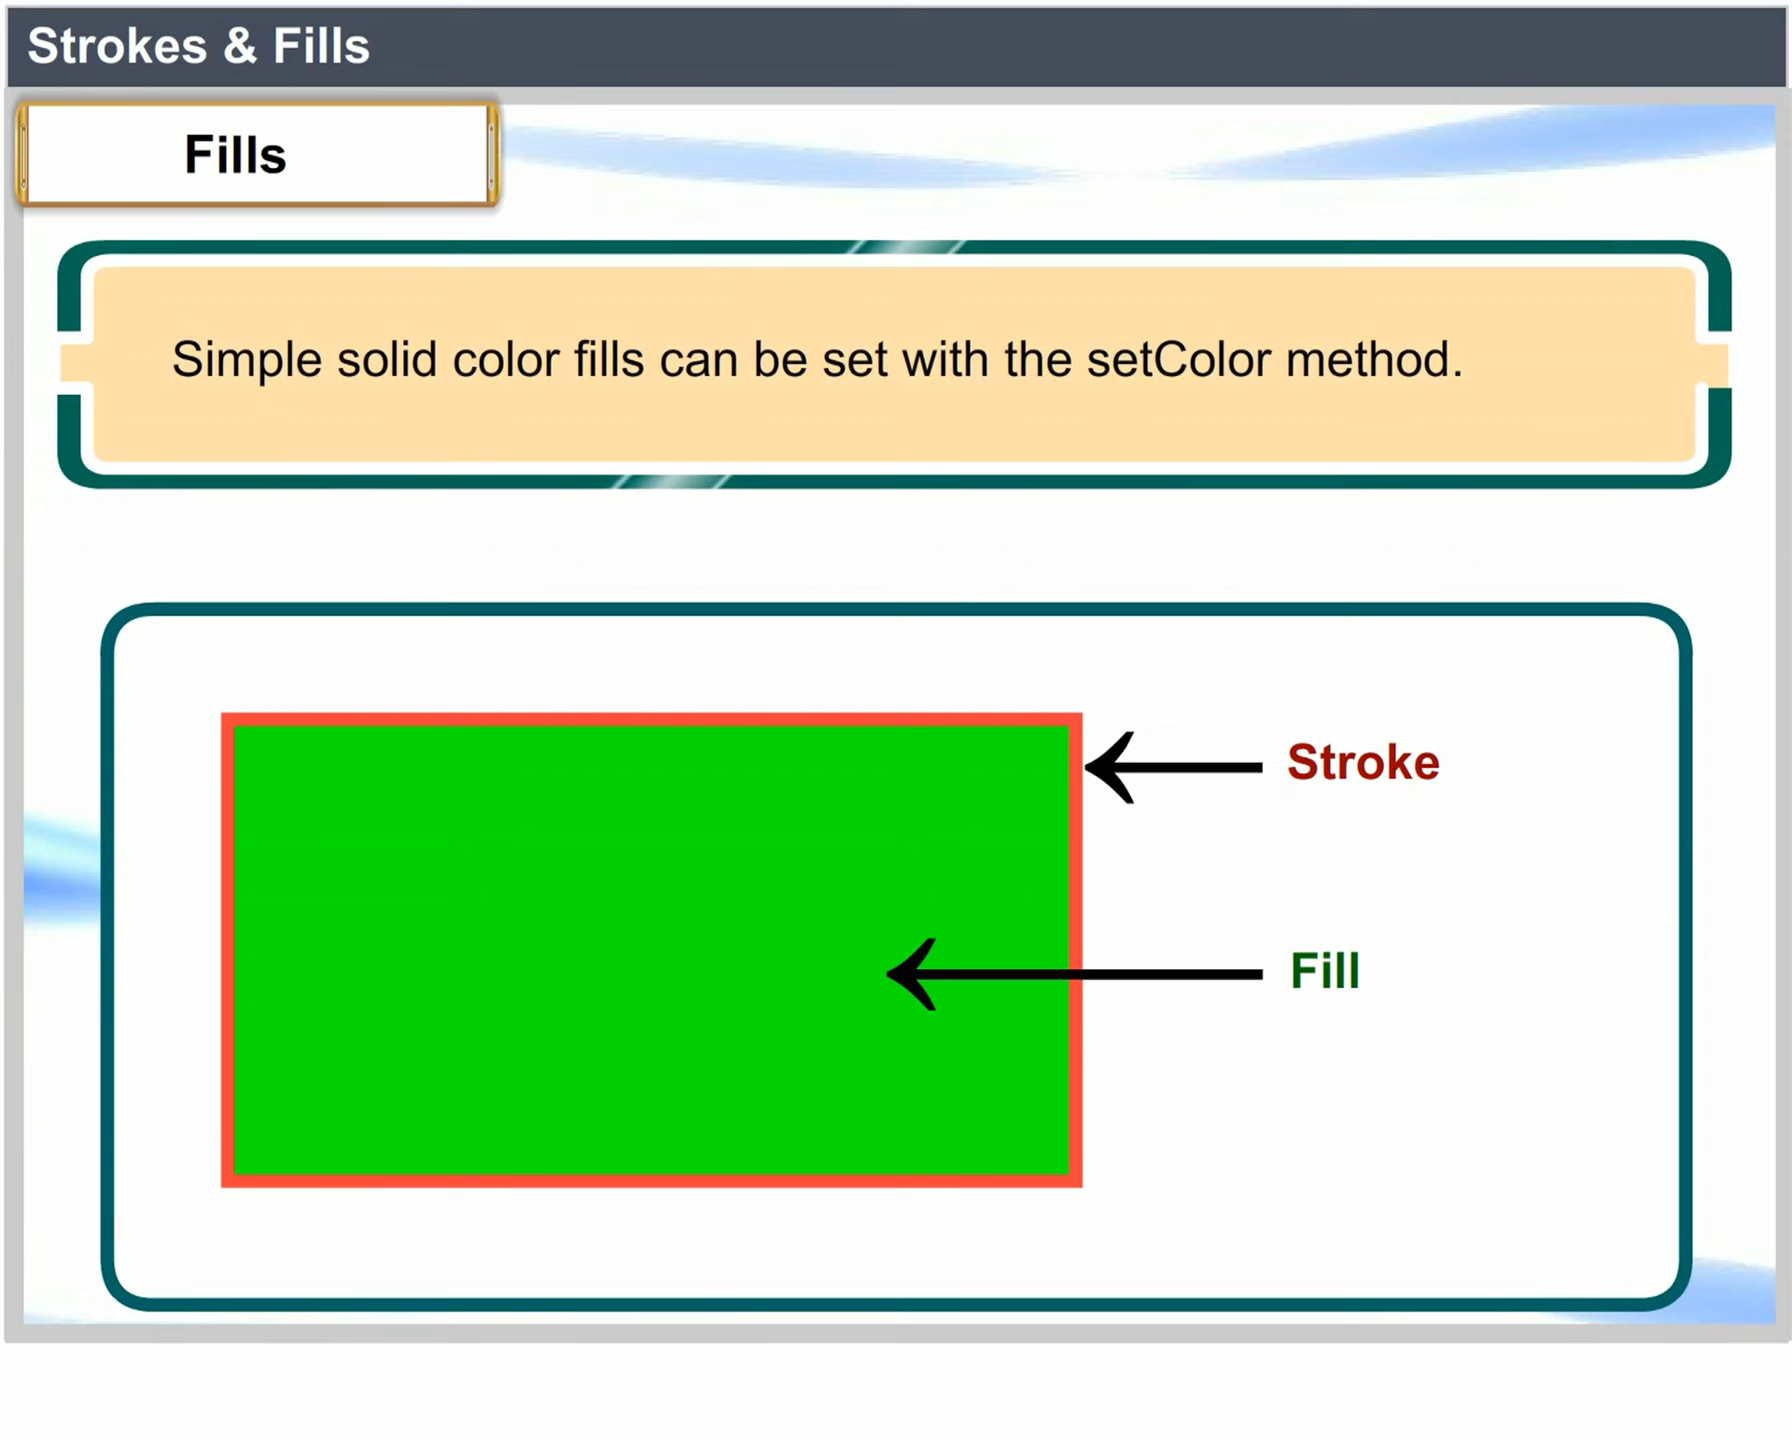 Strokes & Fills
Fills
Simple solid color fills can be set with the setColor method.
Stroke
Fill